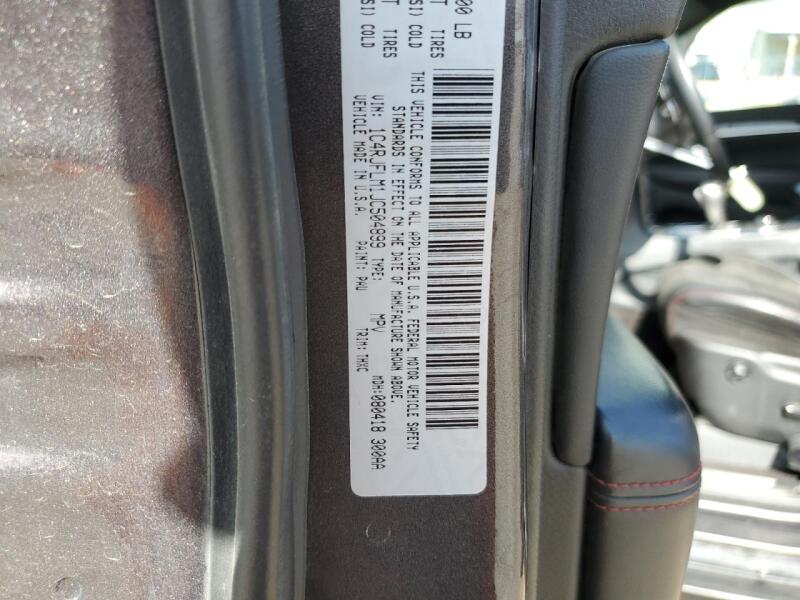 00 LB
T TIRES
SI) COLD
T TIRES
SI) COLD
THIS VEHICLE CONFORMS TO ALL APPLICABLE U.S.A. FEDERAL MOTOR VEHICLE SAFETY
STANDARDS IN EFFECT ON THE DATE OF MANUFACTURE SHOWN ABOVE.
VIN: 1C4RJFLM1JC504899 TYPE: MPV MDH:080418 300AA
VEHICLE MADE IN U.S.A. PAINT: PAU TRIM: TMXC